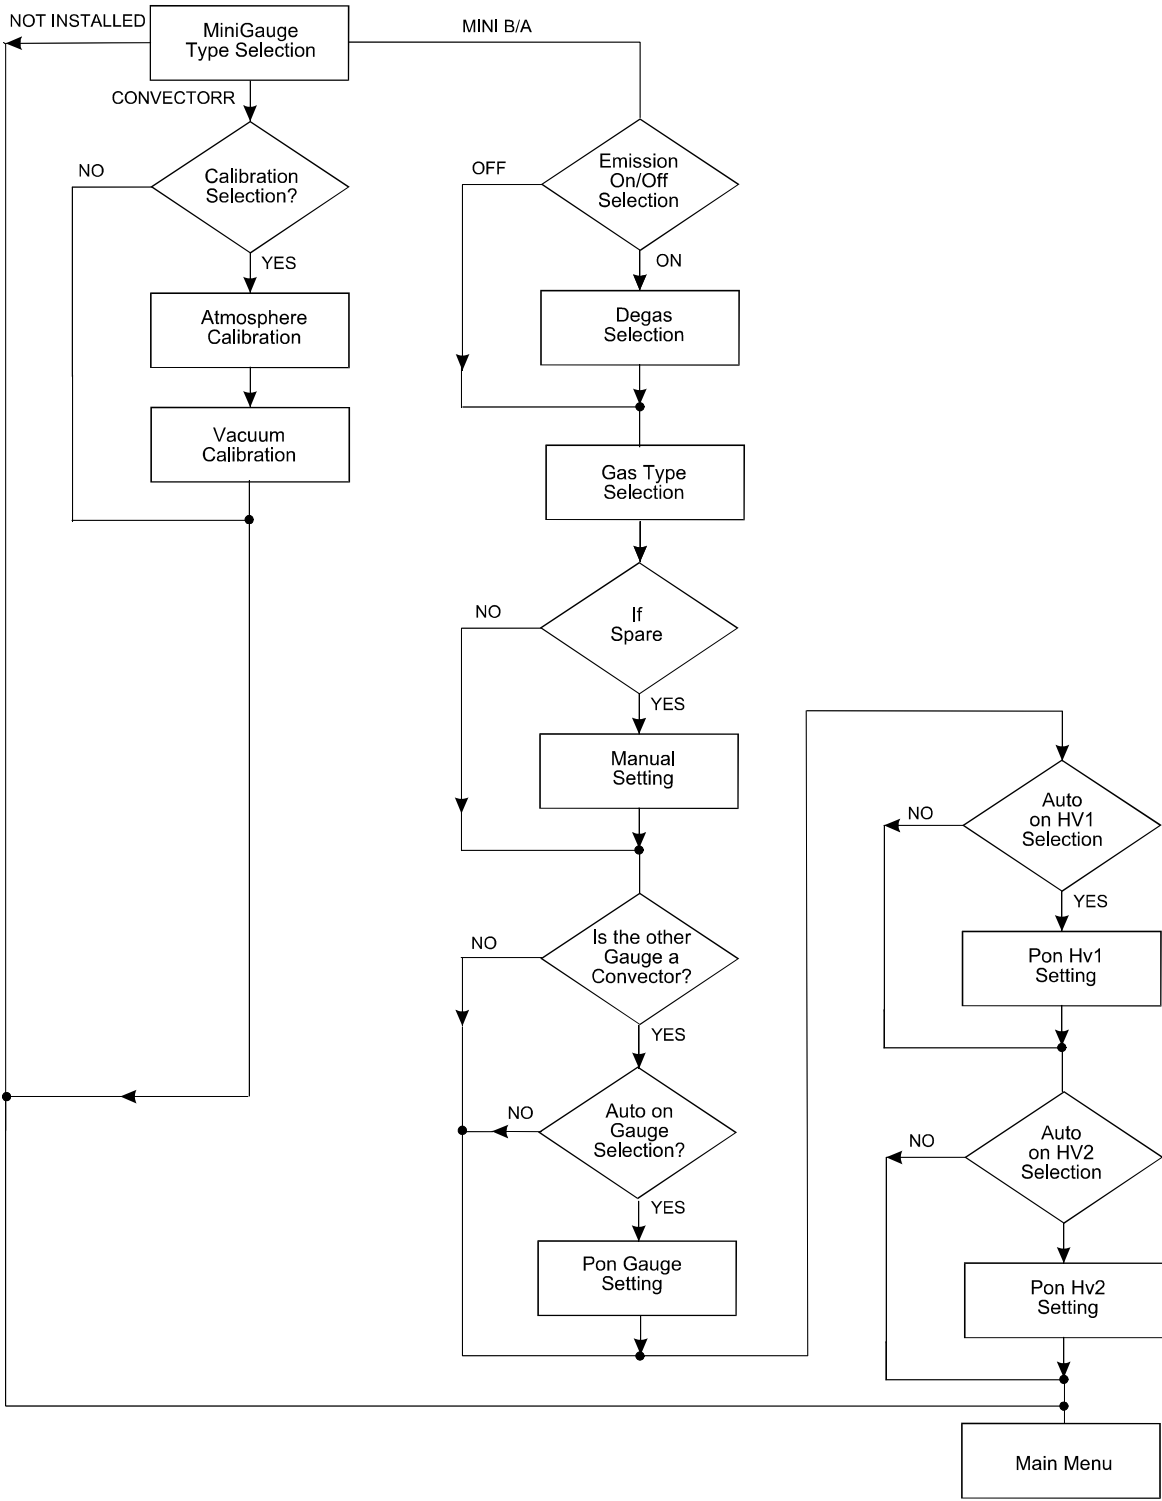 NOT INSTALLED
MiniGauge
Type Selection
MINI B/A
CONVECTORR
NO
Calibration
Selection?
YES
Atmosphere
Calibration
Vacuum
Calibration
OFF
Emission
On/Off
Selection
ON
Degas
Selection
Gas Type
Selection
NO
If
Spare
YES
Manual
Setting
NO
Is the other
Gauge a
Convector?
YES
NO
Auto on
Gauge
Selection?
YES
Pon Gauge
Setting
NO
Auto
on HV1
Selection
YES
Pon Hv1
Setting
NO
Auto
on HV2
Selection
Pon Hv2
Setting
Main Menu